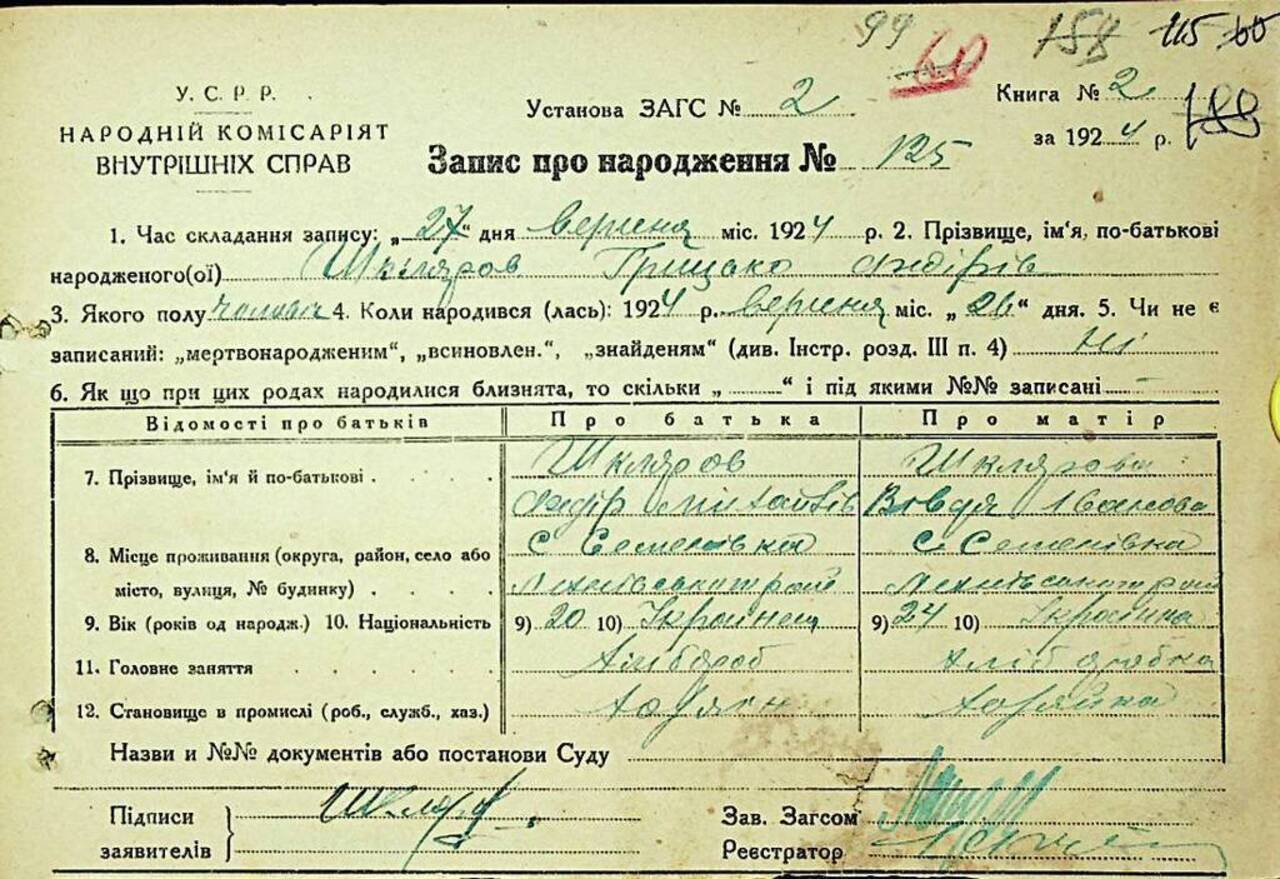 99 60 158 115 60
У. С. Р. Р.
НАРОДНІЙ КОМІСАРІЯТ
ВНУТРІШНІХ СПРАВ
Установа ЗАГС № 2
Книга № 2
за 1924 р. 188
Запис про народження № 125
1. Час складання запису: „27“ дня вересня міс. 1924 р. 2. Прізвище, ім'я, по-батькові
народженого(ої) Шкляров Грицько
3. Якого полу чоловіч 4. Коли народився (лась): 1924 р. вересня міс. „26“ дня. 5. Чи не є
записаний: „мертвонародженим“, „всиновлен.“, „знайденям“ (див. Інстр. розд. III п. 4) Ні
6. Як що при цих родах народилися близнята, то скільки „ “ і під якими №№ записані
Відомості про батьків Про батька Про матір
7. Прізвище, ім'я й по-батькові Шкляров Шклярова
Михайлів Івановa
8. Місце проживання (округа, район, село або С Семенівка С Семенівка
місто, вулиця, № будинку)
9. Вік (років од народж.) 10. Національність 9) 20 10) Українец 9) 24 10) Українка
11. Головне заняття Хлібороб Хліборобка
12. Становище в промислі (роб., служб., хаз.) Хозяїн Хозяйка
Назви и №№ документів або постанови Суду
Підписи
заявителів
Зав. Загсом
Реєстратор